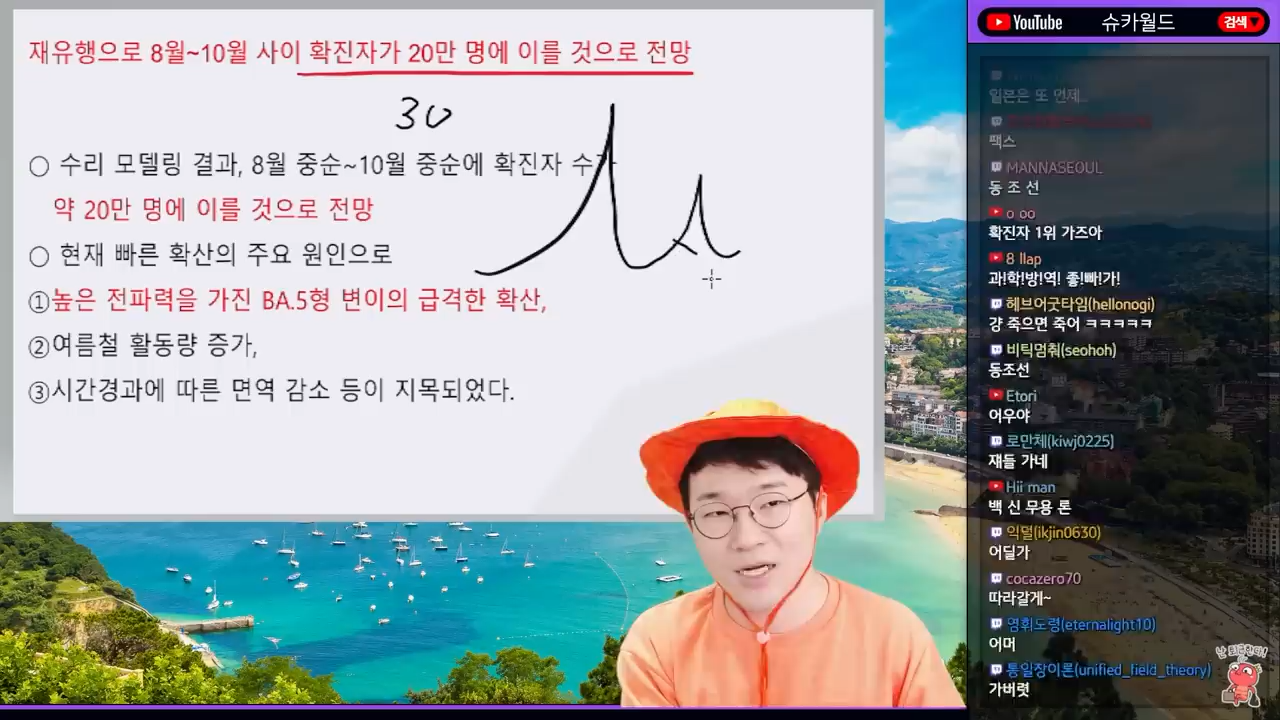 재유행으로 8월~10월 사이 확진자가 20만 명에 이를 것으로 전망
30
○ 수리 모델링 결과, 8월 중순~10월 중순에 확진자 수가
약 20만 명에 이를 것으로 전망
○ 현재 빠른 확산의 주요 원인으로
①높은 전파력을 가진 BA.5형 변이의 급격한 확산,
②여름철 활동량 증가,
③시간경과에 따른 면역 감소 등이 지목되었다.
YouTube 슈카월드 검색
일본은 또 언제..
팩스
MANNASEOUL
동 조 선
o oo
확진자 1위 가즈아
8 llap
과!학!방!역! 좋!빠!가!
헤브어굿타임(hellonogi)
걍 죽으면 죽어 ㅋㅋㅋㅋㅋ
비틱멈춰(seohoh)
동조선
Etori
어우야
로만체(kiwj0225)
쟤들 가네
Hii man
백 신 무용 론
익덜(ikjin0630)
어딜가
cocazero70
따라갈게~
염휘도령(eternalight10)
어머
통일장이론(unified_field_theory)
가버렷